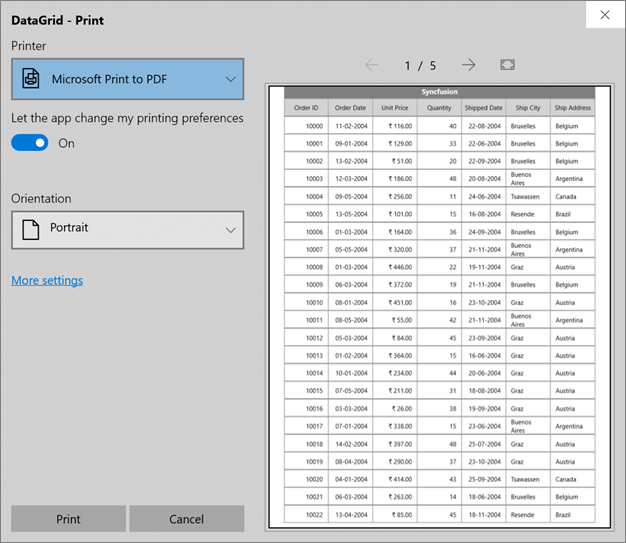 DataGrid - Print
Printer
Microsoft Print to PDF
Let the app change my printing preferences
On
Orientation
Portrait
More settings
Print Cancel
1 / 5
Syncfusion
Order ID Order Date Unit Price Quantity Shipped Date Ship City Ship Address
10000 11-02-2004 ₹ 116.00 40 22-08-2004 Bruxelles Belgium
10001 09-01-2004 ₹ 129.00 33 22-06-2004 Bruxelles Belgium
10002 13-02-2004 ₹ 51.00 20 22-09-2004 Bruxelles Belgium
10003 12-03-2004 ₹ 186.00 48 20-08-2004 Buenos Aires Argentina
10004 09-05-2004 ₹ 256.00 11 24-06-2004 Tsawassen Canada
10005 13-05-2004 ₹ 101.00 15 16-08-2004 Resende Brazil
10006 01-03-2004 ₹ 164.00 36 24-09-2004 Bruxelles Belgium
10007 05-05-2004 ₹ 320.00 37 21-11-2004 Buenos Aires Argentina
10008 01-03-2004 ₹ 446.00 22 19-11-2004 Graz Austria
10009 06-03-2004 ₹ 372.00 19 21-11-2004 Bruxelles Belgium
10010 08-01-2004 ₹ 451.00 16 23-10-2004 Graz Austria
10011 08-05-2004 ₹ 55.00 42 21-11-2004 Buenos Aires Argentina
10012 05-03-2004 ₹ 84.00 45 23-09-2004 Graz Austria
10013 01-02-2004 ₹ 364.00 15 16-06-2004 Graz Austria
10014 10-01-2004 ₹ 234.00 44 20-06-2004 Graz Austria
10015 07-05-2004 ₹ 211.00 31 18-08-2004 Graz Austria
10016 03-03-2004 ₹ 26.00 38 19-09-2004 Graz Austria
10017 07-01-2004 ₹ 338.00 15 23-06-2004 Buenos Aires Argentina
10018 14-02-2004 ₹ 397.00 48 25-07-2004 Graz Austria
10019 08-04-2004 ₹ 290.00 37 23-10-2004 Graz Austria
10020 04-01-2004 ₹ 414.00 43 25-09-2004 Tsawassen Canada
10021 06-03-2004 ₹ 263.00 14 18-06-2004 Bruxelles Belgium
10022 13-04-2004 ₹ 85.00 45 18-11-2004 Resende Brazil